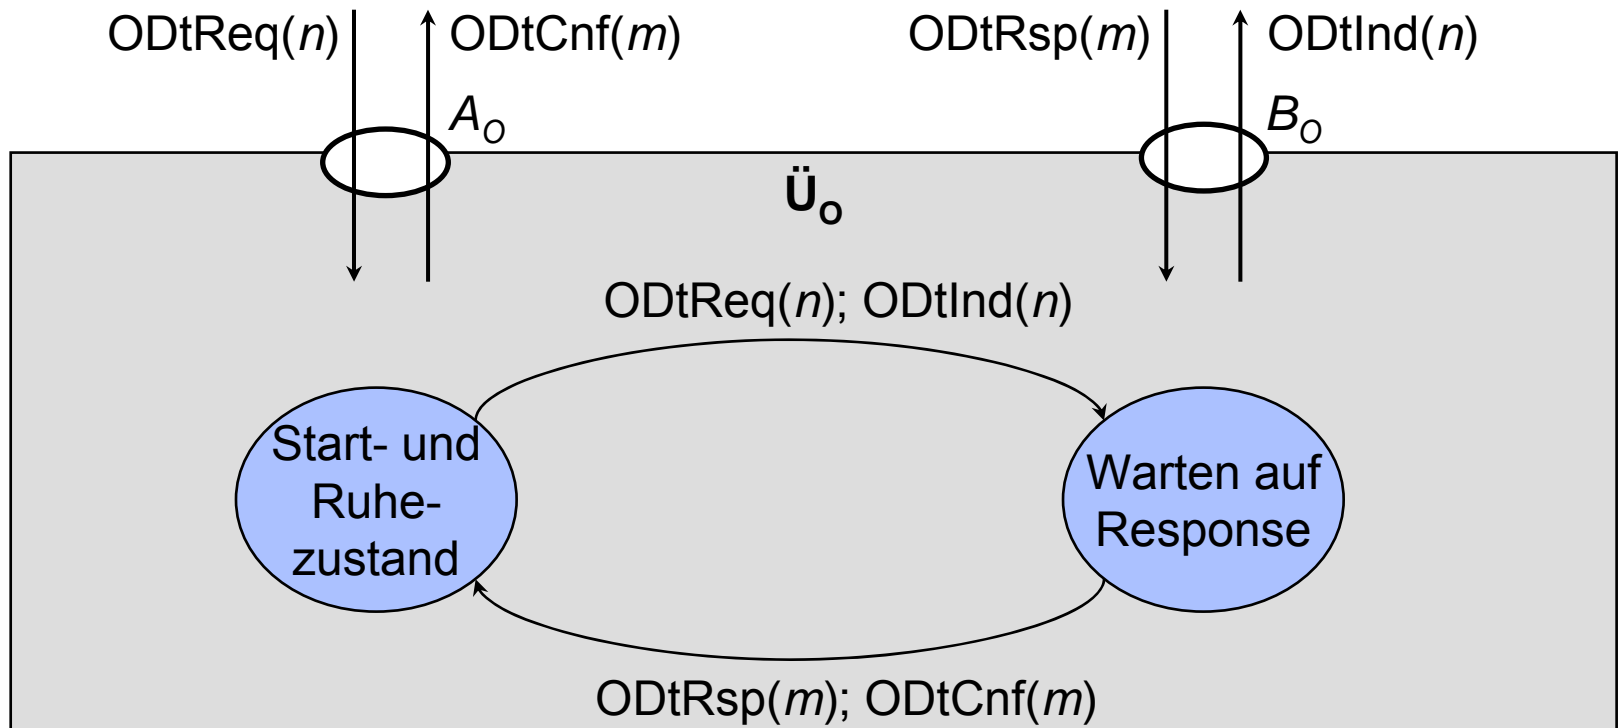 ODtReq(n) ODtCnf(m) ODtRsp(m) ODtInd(n)
A_O B_O
Ü_O
ODtReq(n); ODtInd(n)
Start- und
Ruhe-
zustand
Warten auf
Response
ODtRsp(m); ODtCnf(m)